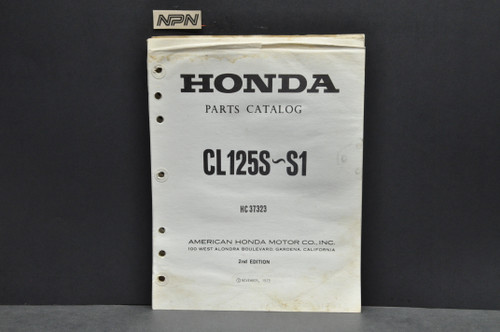 NPN
HONDA
PARTS CATALOG
CL125S~S1
HC 37323
AMERICAN HONDA MOTOR CO., INC.
100 WEST ALONDRA BOULEVARD, GARDENA, CALIFORNIA
2nd EDITION